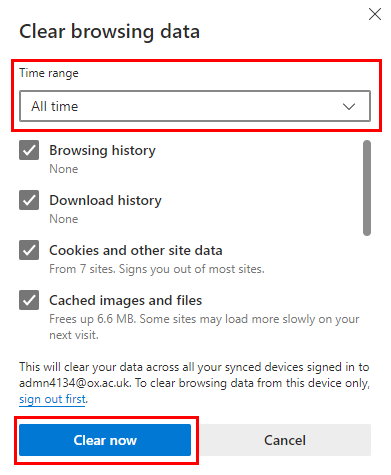 Clear browsing data
Time range
All time
Browsing history
None
Download history
None
Cookies and other site data
From 7 sites. Signs you out of most sites.
Cached images and files
Frees up 6.6 MB. Some sites may load more slowly on your
next visit.
This will clear your data across all your synced devices signed in to
admn4134@ox.ac.uk. To clear browsing data from this device only,
sign out first.
Clear now
Cancel